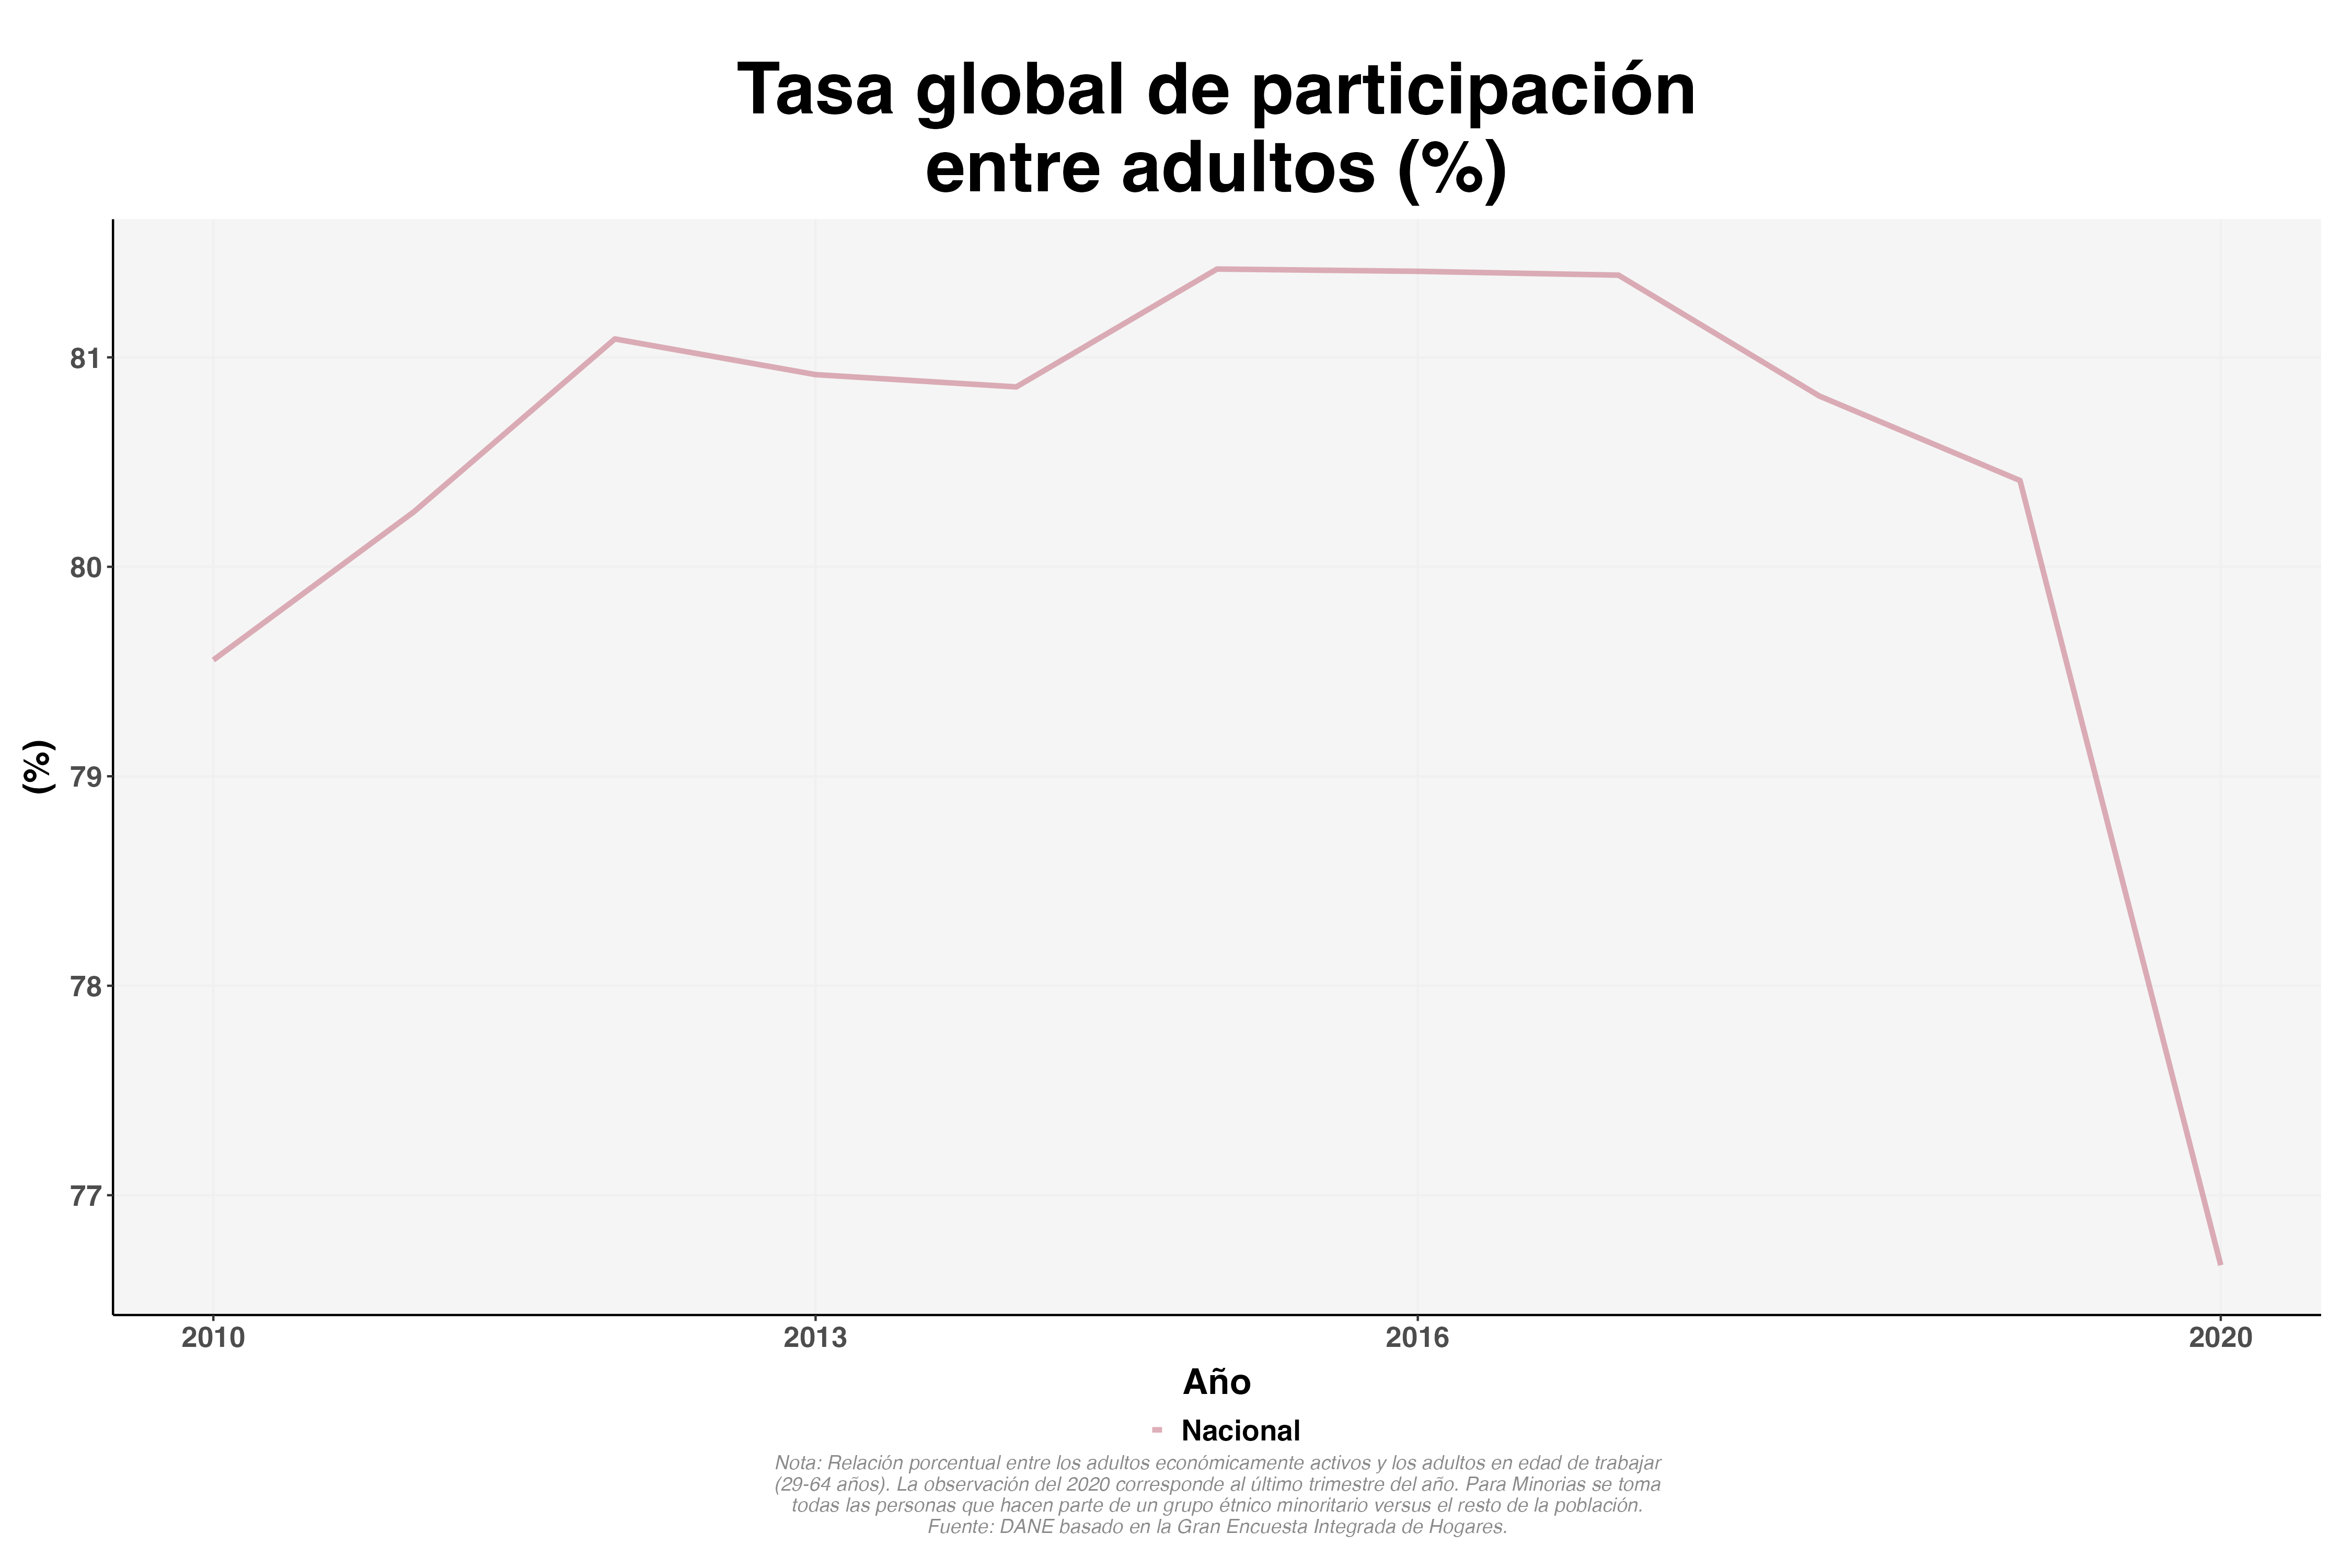 Tasa global de participación
entre adultos (%)
(%)
81
80
79
78
77
2010 2013 2016 2020
Año
Nacional
Nota: Relación porcentual entre los adultos económicamente activos y los adultos en edad de trabajar
(29-64 años). La observación del 2020 corresponde al último trimestre del año. Para Minorias se toma
todas las personas que hacen parte de un grupo étnico minoritario versus el resto de la población.
Fuente: DANE basado en la Gran Encuesta Integrada de Hogares.